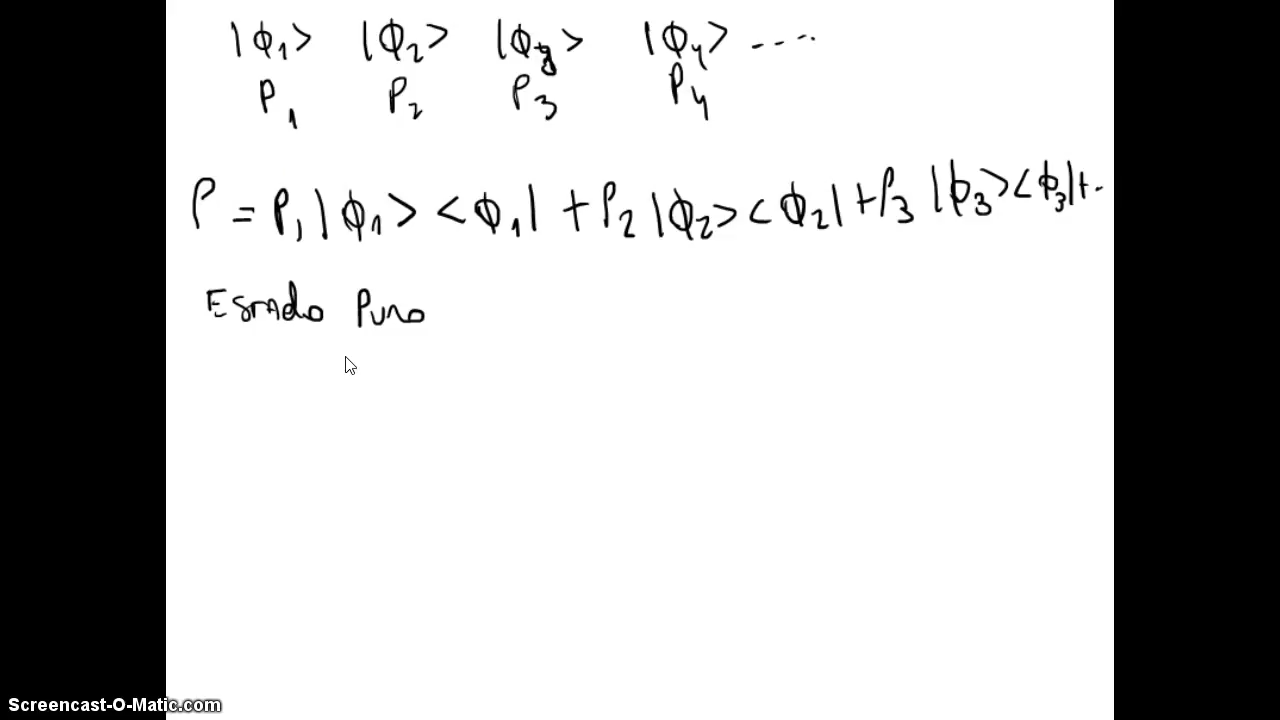 |ϕ₁> |ϕ₂> |ϕ₃> |ϕ₄> ----
P₁ P₂ P₃ P₄
ρ = P₁|ϕ₁><ϕ₁| + P₂|ϕ₂><ϕ₂| + P₃|ϕ₃><ϕ₃|+..
Estado Puro
Screencast-O-Matic.com